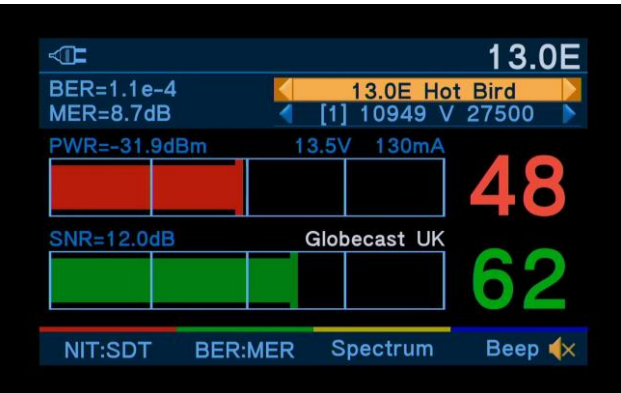 13.0E
BER=1.1e-4
13.0E Hot Bird
MER=8.7dB
[1] 10949 V 27500
PWR=-31.9dBm 13.5V 130mA
48
SNR=12.0dB Globecast UK
62
NIT:SDT BER:MER Spectrum Beep